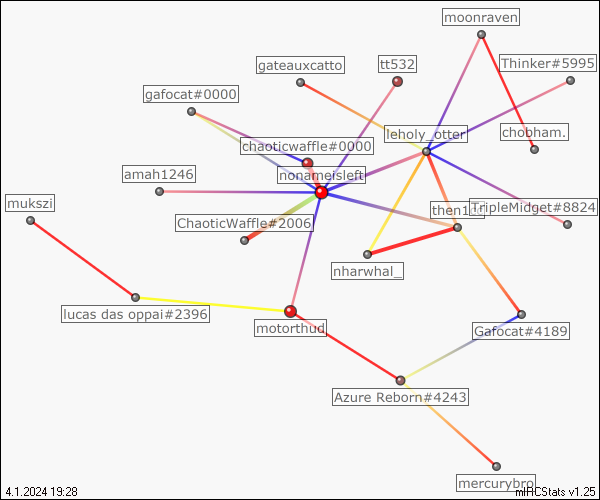 moonraven
gateauxcatto
tt532
Thinker#5995
gafocat#0000
leholy_otter
chobham.
chaoticwaffle#0000
amah1246
nonameisleft
mukszi
ChaoticWaffle#2006
TripleMidget#8824
nharwhal_
lucas das oppai#2396
motorthud
Gafocat#4189
Azure Reborn#4243
mercurybro
4.1.2024 19:28
mIRCStats v1.25